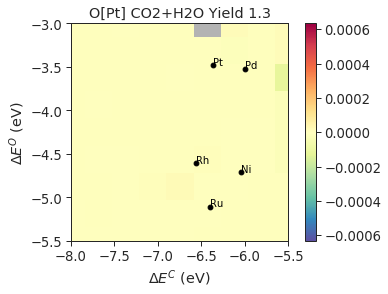 O[Pt] CO2+H2O Yield 1.3
−3.0
−3.5
−4.0
−4.5
−5.0
−5.5
ΔE^O (eV)
Pt
Pd
Rh
Ni
Ru
−8.0 −7.5 −7.0 −6.5 −6.0 −5.5
ΔE^C (eV)
0.0006
0.0004
0.0002
0.0000
−0.0002
−0.0004
−0.0006